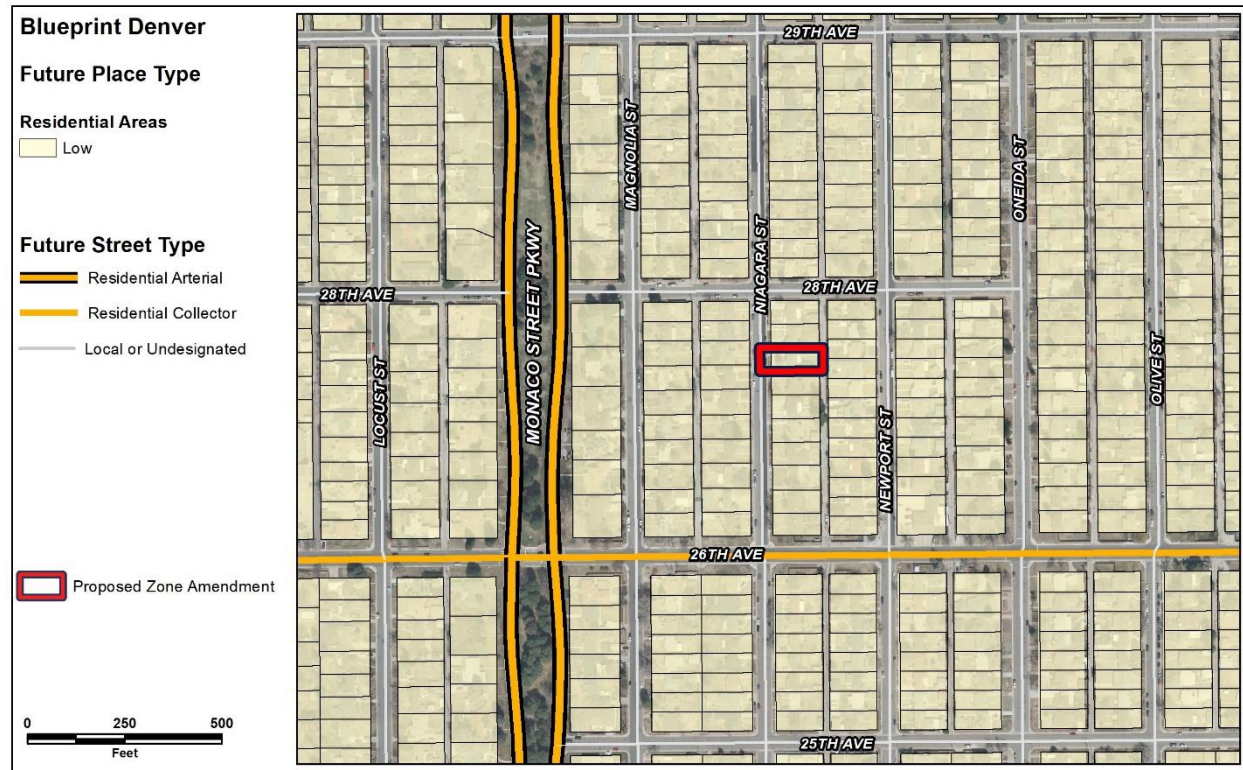 Blueprint Denver
Future Place Type
Residential Areas
Low
Future Street Type
Residential Arterial
Residential Collector
Local or Undesignated
Proposed Zone Amendment
0 250 500
Feet
29TH AVE
MAGNOLIA ST
ONEIDA ST
NIAGARA ST
MONACO STREET PKWY
28TH AVE
28TH AVE
LOCUST ST
OLIVE ST
NEWPORT ST
26TH AVE
25TH AVE